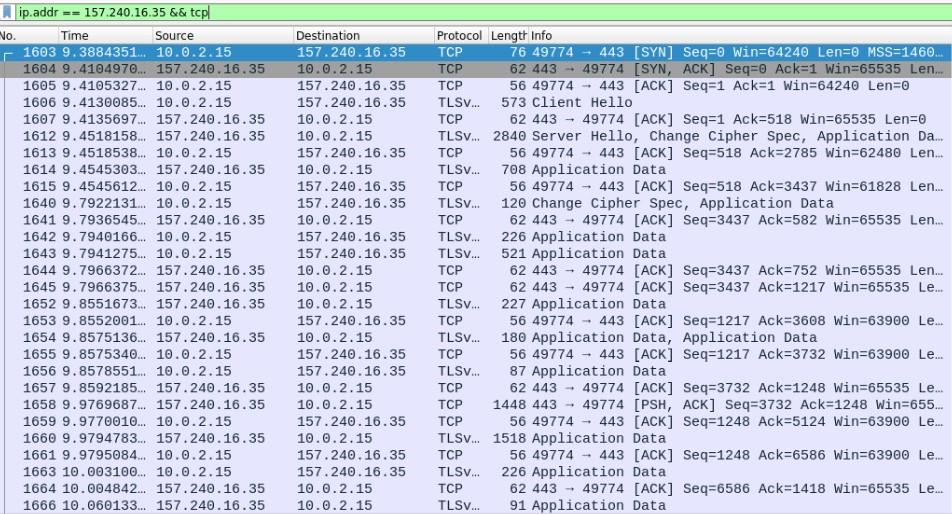 ip.addr == 157.240.16.35 && tcp
No. Time Source Destination Protocol Length Info
1603 9.3884351… 10.0.2.15 157.240.16.35 TCP 76 49774 → 443 [SYN] Seq=0 Win=64240 Len=0 MSS=1460…
1604 9.4104970… 157.240.16.35 10.0.2.15 TCP 62 443 → 49774 [SYN, ACK] Seq=0 Ack=1 Win=65535 Len…
1605 9.4105327… 10.0.2.15 157.240.16.35 TCP 56 49774 → 443 [ACK] Seq=1 Ack=1 Win=64240 Len=0
1606 9.4130085… 10.0.2.15 157.240.16.35 TLSv… 573 Client Hello
1607 9.4135697… 157.240.16.35 10.0.2.15 TCP 62 443 → 49774 [ACK] Seq=1 Ack=518 Win=65535 Len=0
1612 9.4518158… 157.240.16.35 10.0.2.15 TLSv… 2840 Server Hello, Change Cipher Spec, Application Da…
1613 9.4518538… 10.0.2.15 157.240.16.35 TCP 56 49774 → 443 [ACK] Seq=518 Ack=2785 Win=62480 Len…
1614 9.4545303… 157.240.16.35 10.0.2.15 TLSv… 708 Application Data
1615 9.4545612… 10.0.2.15 157.240.16.35 TCP 56 49774 → 443 [ACK] Seq=518 Ack=3437 Win=61828 Len…
1640 9.7922131… 10.0.2.15 157.240.16.35 TLSv… 120 Change Cipher Spec, Application Data
1641 9.7936545… 157.240.16.35 10.0.2.15 TCP 62 443 → 49774 [ACK] Seq=3437 Ack=582 Win=65535 Len…
1642 9.7940166… 10.0.2.15 157.240.16.35 TLSv… 226 Application Data
1643 9.7941275… 10.0.2.15 157.240.16.35 TLSv… 521 Application Data
1644 9.7966372… 157.240.16.35 10.0.2.15 TCP 62 443 → 49774 [ACK] Seq=3437 Ack=752 Win=65535 Len…
1645 9.7966375… 157.240.16.35 10.0.2.15 TCP 62 443 → 49774 [ACK] Seq=3437 Ack=1217 Win=65535 Le…
1652 9.8551673… 157.240.16.35 10.0.2.15 TLSv… 227 Application Data
1653 9.8552001… 10.0.2.15 157.240.16.35 TCP 56 49774 → 443 [ACK] Seq=1217 Ack=3608 Win=63900 Le…
1654 9.8575136… 157.240.16.35 10.0.2.15 TLSv… 180 Application Data, Application Data
1655 9.8575340… 10.0.2.15 157.240.16.35 TCP 56 49774 → 443 [ACK] Seq=1217 Ack=3732 Win=63900 Le…
1656 9.8578551… 10.0.2.15 157.240.16.35 TLSv… 87 Application Data
1657 9.8592185… 157.240.16.35 10.0.2.15 TCP 62 443 → 49774 [ACK] Seq=3732 Ack=1248 Win=65535 Le…
1658 9.9769687… 157.240.16.35 10.0.2.15 TCP 1448 443 → 49774 [PSH, ACK] Seq=3732 Ack=1248 Win=655…
1659 9.9770010… 10.0.2.15 157.240.16.35 TCP 56 49774 → 443 [ACK] Seq=1248 Ack=5124 Win=63900 Le…
1660 9.9794783… 157.240.16.35 10.0.2.15 TLSv… 1518 Application Data
1661 9.9795084… 10.0.2.15 157.240.16.35 TCP 56 49774 → 443 [ACK] Seq=1248 Ack=6586 Win=63900 Le…
1663 10.003100… 10.0.2.15 157.240.16.35 TLSv… 226 Application Data
1664 10.004842… 157.240.16.35 10.0.2.15 TCP 62 443 → 49774 [ACK] Seq=6586 Ack=1418 Win=65535 Le…
1666 10.060133… 157.240.16.35 10.0.2.15 TLSv… 91 Application Data